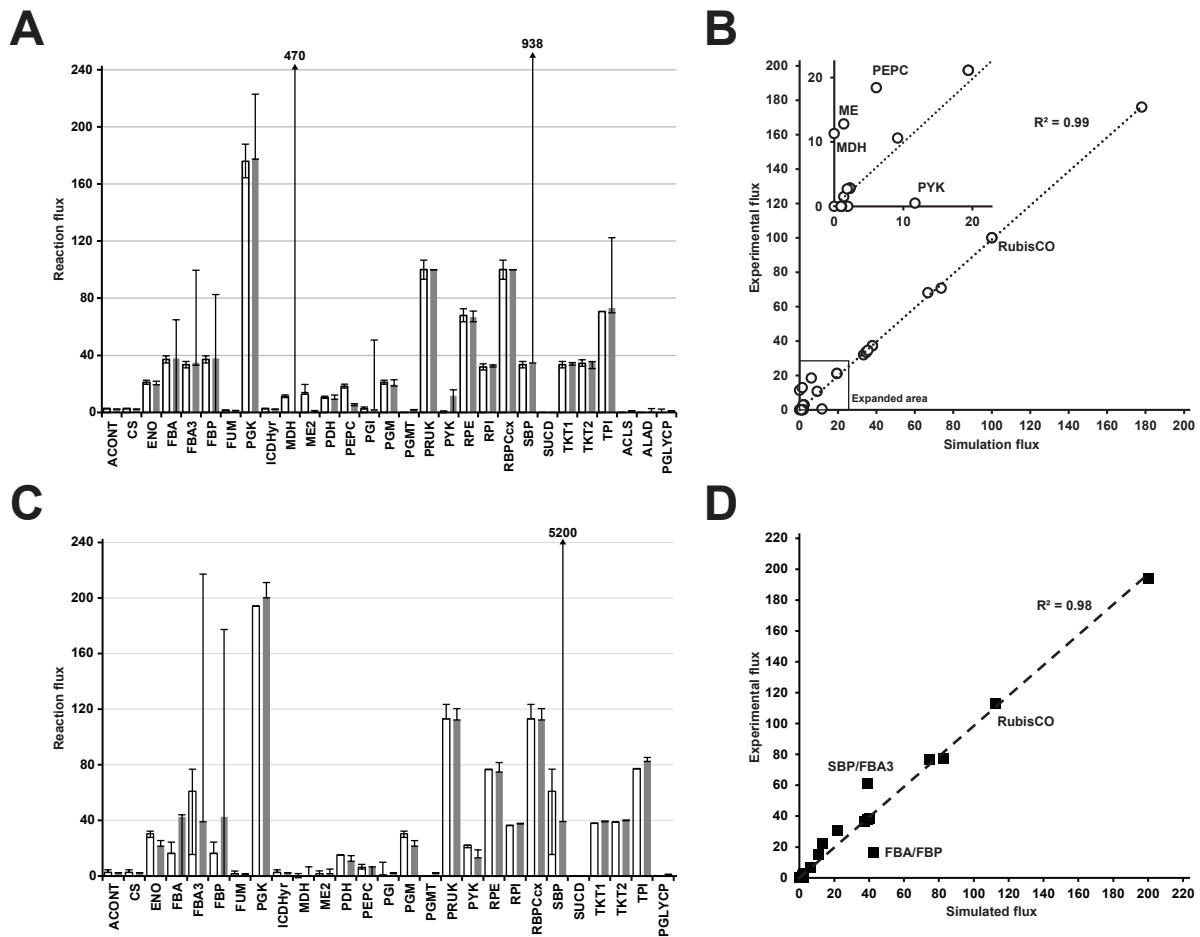 A
470
938
240
200
160
120
80
40
0
Reaction flux
ACONT
CS
ENO
FBA
FBA3
FBP
FUM
PGK
ICDHyr
MDH
ME2
PDH
PEPC
PGI
PGM
PGMT
PRUK
PYK
RPE
RPI
RBPCcx
SBP
SUCD
TKT1
TKT2
TPI
ACLS
ALAD
PGLYCP
B
200
180
160
140
120
100
80
60
40
20
0
Experimental flux
20
10
0
PEPC
ME
MDH
PYK
0 10 20
R² = 0.99
RubisCO
Expanded area
0 20 40 60 80 100 120 140 160 180 200
Simulation flux
C
5200
240
200
160
120
80
40
0
Reaction flux
ACONT
CS
ENO
FBA
FBA3
FBP
FUM
PGK
ICDHyr
MDH
ME2
PDH
PEPC
PGI
PGM
PGMT
PRUK
PYK
RPE
RPI
RBPCcx
SBP
SUCD
TKT1
TKT2
TPI
PGLYCP
D
220
200
180
160
140
120
100
80
60
40
20
0
Experimental flux
R² = 0.98
RubisCO
SBP/FBA3
FBA/FBP
0 20 40 60 80 100 120 140 160 180 200 220
Simulated flux